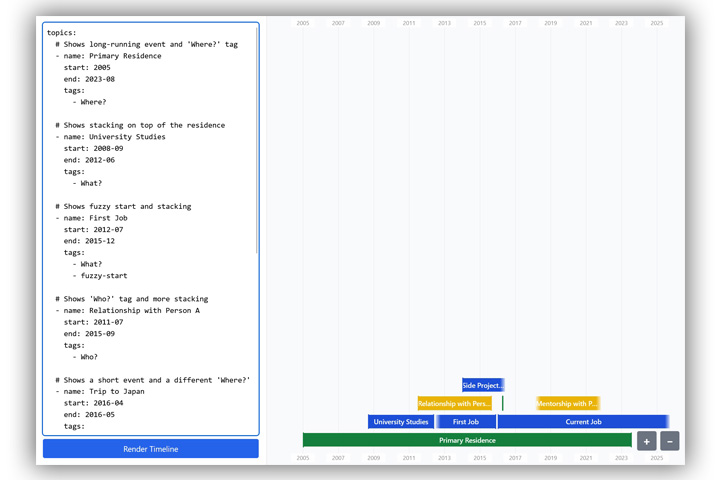 topics:
# Shows long-running event and 'Where?' tag
- name: Primary Residence
start: 2005
end: 2023-08
tags:
- Where?
# Shows stacking on top of the residence
- name: University Studies
start: 2008-09
end: 2012-06
tags:
- What?
# Shows fuzzy start and stacking
- name: First Job
start: 2012-07
end: 2015-12
tags:
- What?
- fuzzy-start
# Shows 'Who?' tag and more stacking
- name: Relationship with Person A
start: 2011-07
end: 2015-09
tags:
- Who?
# Shows a short event and a different 'Where?'
- name: Trip to Japan
start: 2016-04
end: 2016-05
tags:
Render Timeline
2005 2007 2009 2011 2013 2015 2017 2019 2021 2023 2025
Side Project...
Relationship with Pers... Mentorship with P...
University Studies First Job Current Job
Primary Residence
+ −
2005 2007 2009 2011 2013 2015 2017 2019 2021 2023 2025